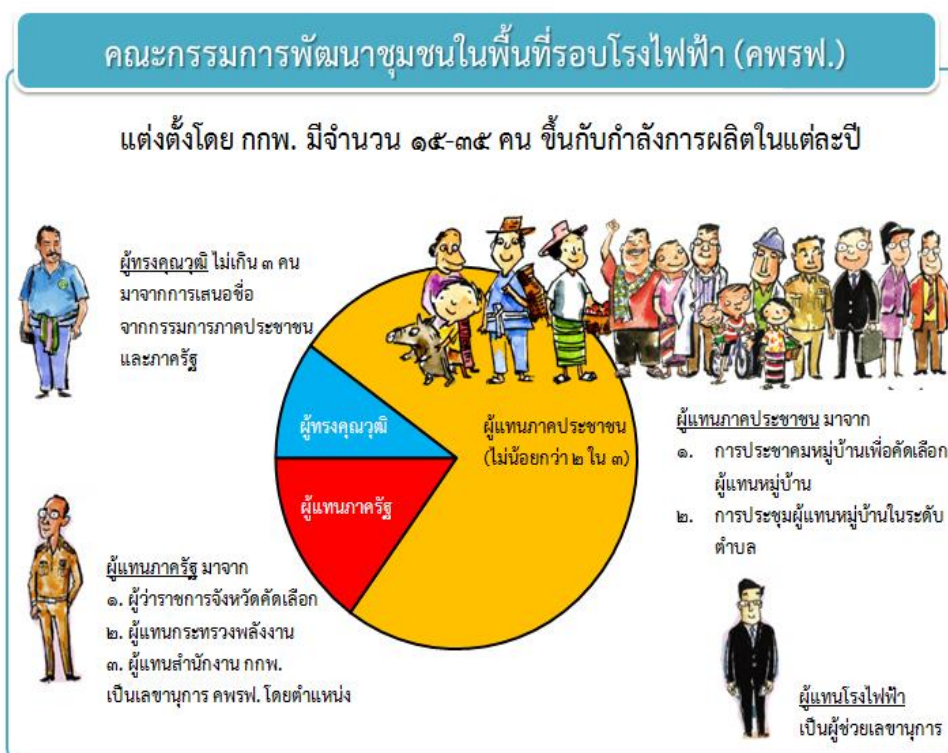 คณะกรรมการพัฒนาชุมชนในพื้นที่รอบโรงไฟฟ้า (คพรฟ.)
แต่งตั้งโดย กกพ. มีจำนวน ๑๕-๓๕ คน ขึ้นกับกำลังการผลิตในแต่ละปี
ผู้ทรงคุณวุฒิ ไม่เกิน ๓ คน
มาจากการเสนอชื่อ
จากกรรมการภาคประชาชน
และภาครัฐ
ผู้ทรงคุณวุฒิ
ผู้แทนภาคประชาชน
(ไม่น้อยกว่า ๒ ใน ๓)
ผู้แทนภาครัฐ
ผู้แทนภาคประชาชน มาจาก
๑. การประชาคมหมู่บ้านเพื่อคัดเลือก
ผู้แทนหมู่บ้าน
๒. การประชุมผู้แทนหมู่บ้านในระดับ
ตำบล
ผู้แทนภาครัฐ มาจาก
๑. ผู้ว่าราชการจังหวัดคัดเลือก
๒. ผู้แทนกระทรวงพลังงาน
๓. ผู้แทนสำนักงาน กกพ.
เป็นเลขานุการ คพรฟ. โดยตำแหน่ง
ผู้แทนโรงไฟฟ้า
เป็นผู้ช่วยเลขานุการ